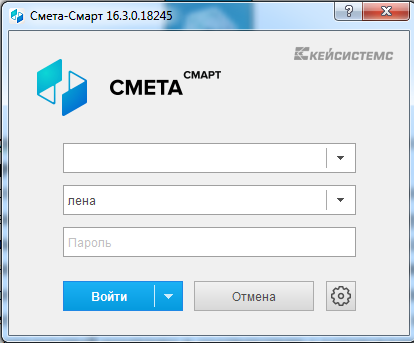 Смета-Смарт 16.3.0.18245
КЕЙСИСТЕМС
СМЕТА СМАРТ
лена
Пароль
Войти
Отмена